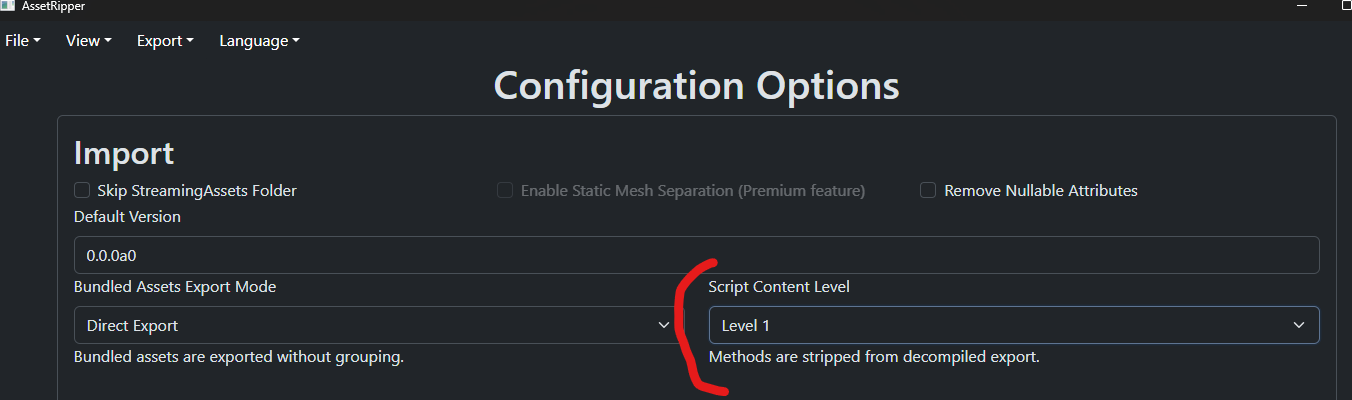 AssetRipper
File View Export Language
Configuration Options
Import
Skip StreamingAssets Folder Enable Static Mesh Separation (Premium feature) Remove Nullable Attributes
Default Version
0.0.0a0
Bundled Assets Export Mode Script Content Level
Direct Export Level 1
Bundled assets are exported without grouping. Methods are stripped from decompiled export.